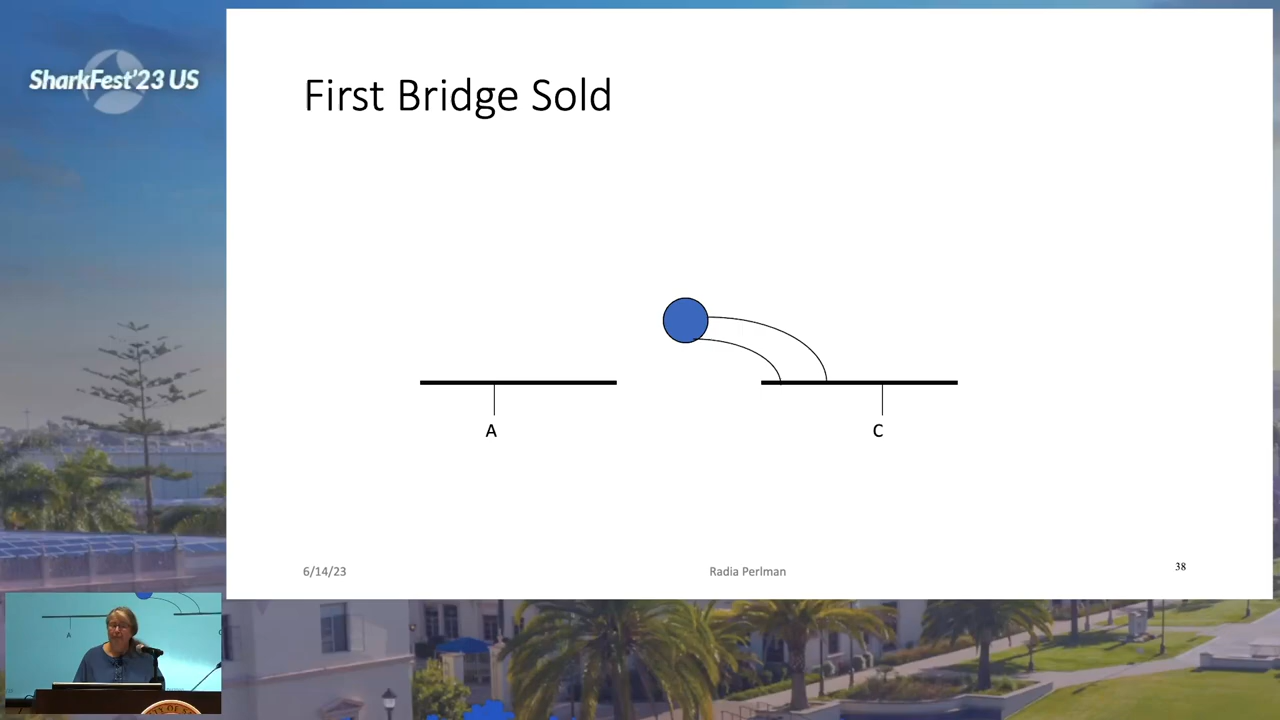 SharkFest'23 US
First Bridge Sold
A
C
6/14/23
Radia Perlman
38